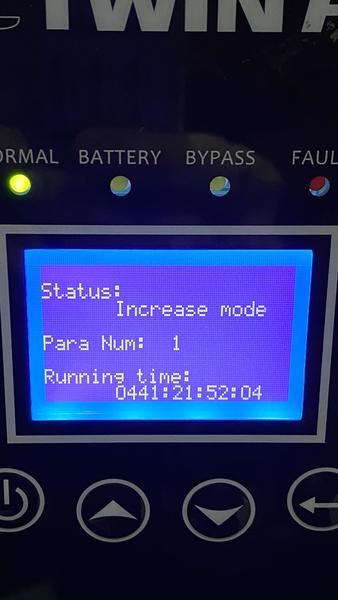 TWIN A
ORMAL BATTERY BYPASS FAUL
Status:
Increase mode
Para Num: 1
Running time:
0441:21:52:04